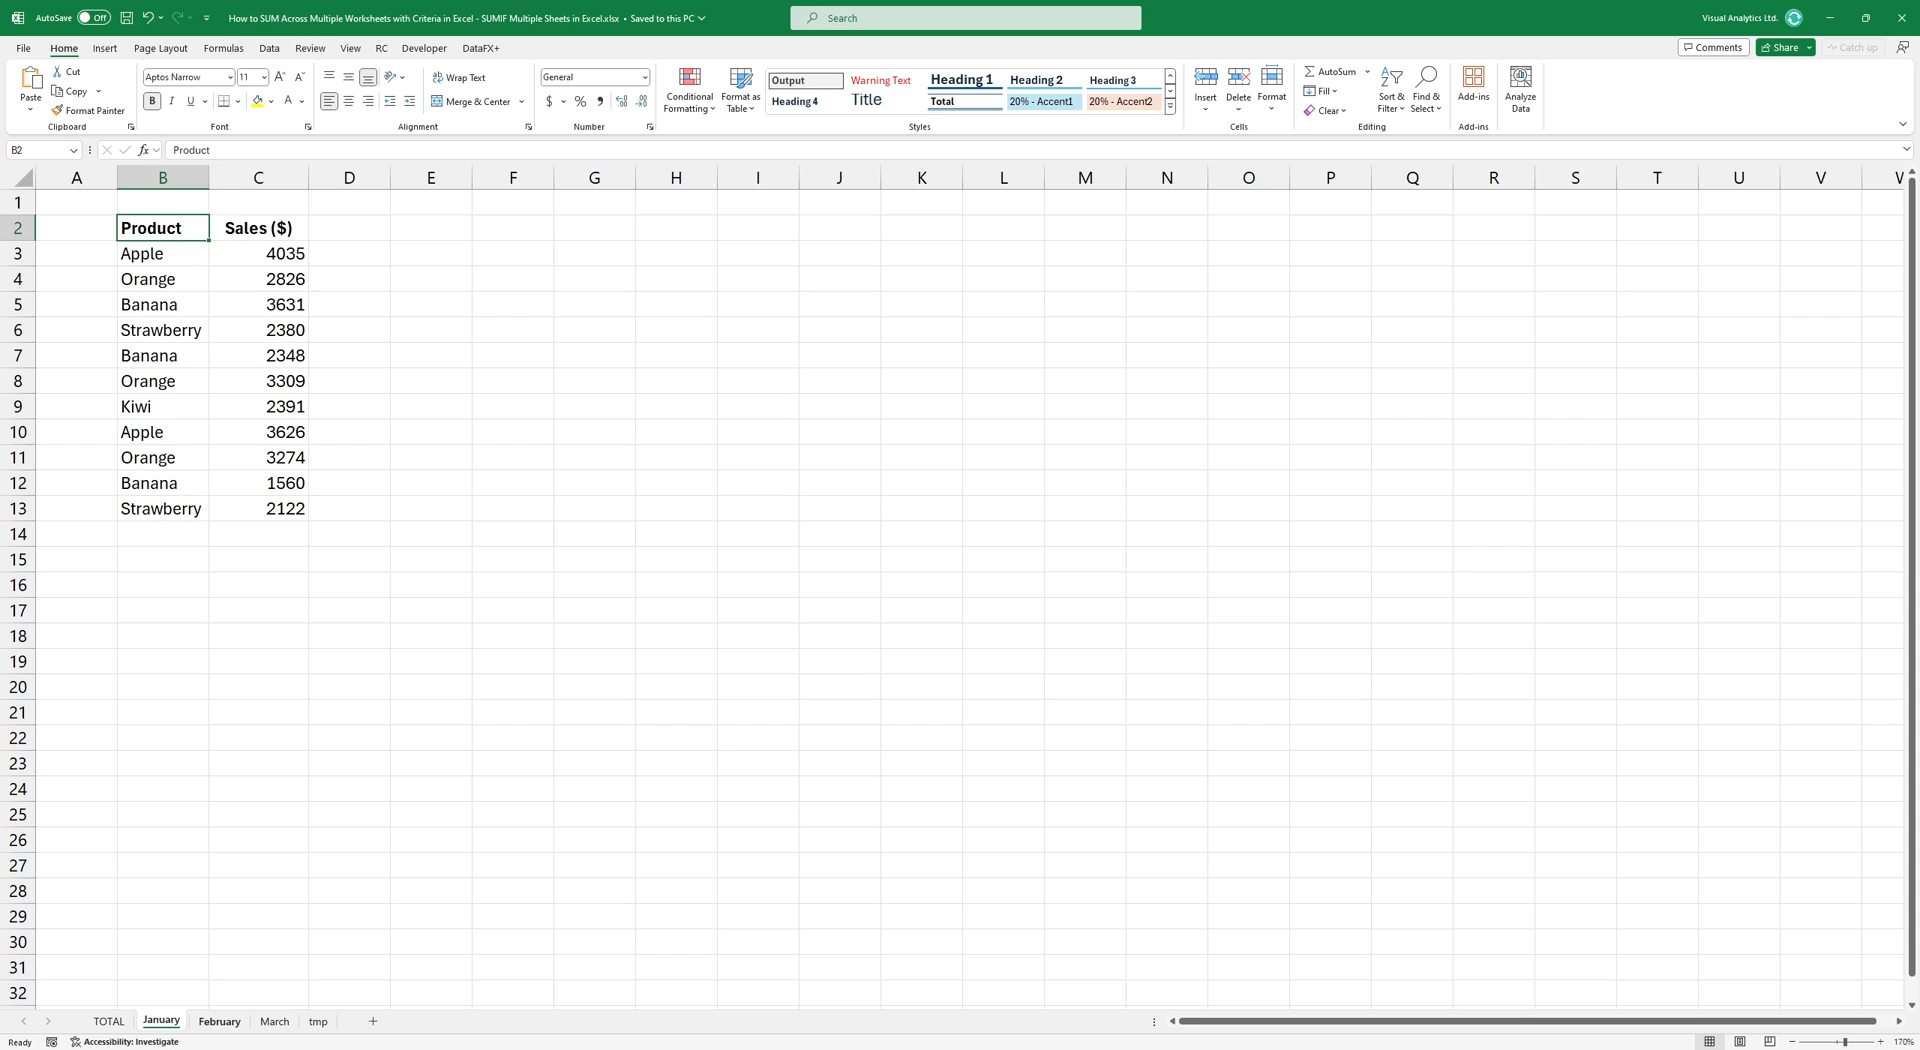 AutoSave Off How to SUM Across Multiple Worksheets with Criteria in Excel - SUMIF Multiple Sheets in Excel.xlsx • Saved to this PC Search Visual Analytics Ltd.
File Home Insert Page Layout Formulas Data Review View RC Developer DataFX+ Comments Share Catch up
Paste
Cut
Copy
Format Painter
Clipboard
Aptos Narrow 11
B I U
Font
Wrap Text
Merge & Center
Alignment
General
$ %
Number
Conditional
Formatting
Format as
Table
Output Warning Text Heading 1 Heading 2 Heading 3
Heading 4 Title Total 20% - Accent1 20% - Accent2
Styles
Insert Delete Format
Cells
AutoSum
Fill
Clear
Sort &
Filter
Find &
Select
Editing
Add-ins
Add-ins
Analyze
Data
B2 fx Product
A B C D E F G H I J K L M N O P Q R S T U V
1
2 Product Sales ($)
3 Apple 4035
4 Orange 2826
5 Banana 3631
6 Strawberry 2380
7 Banana 2348
8 Orange 3309
9 Kiwi 2391
10 Apple 3626
11 Orange 3274
12 Banana 1560
13 Strawberry 2122
14
15
16
17
18
19
20
21
22
23
24
25
26
27
28
29
30
31
32
TOTAL January February March tmp
Ready Accessibility: Investigate 170%